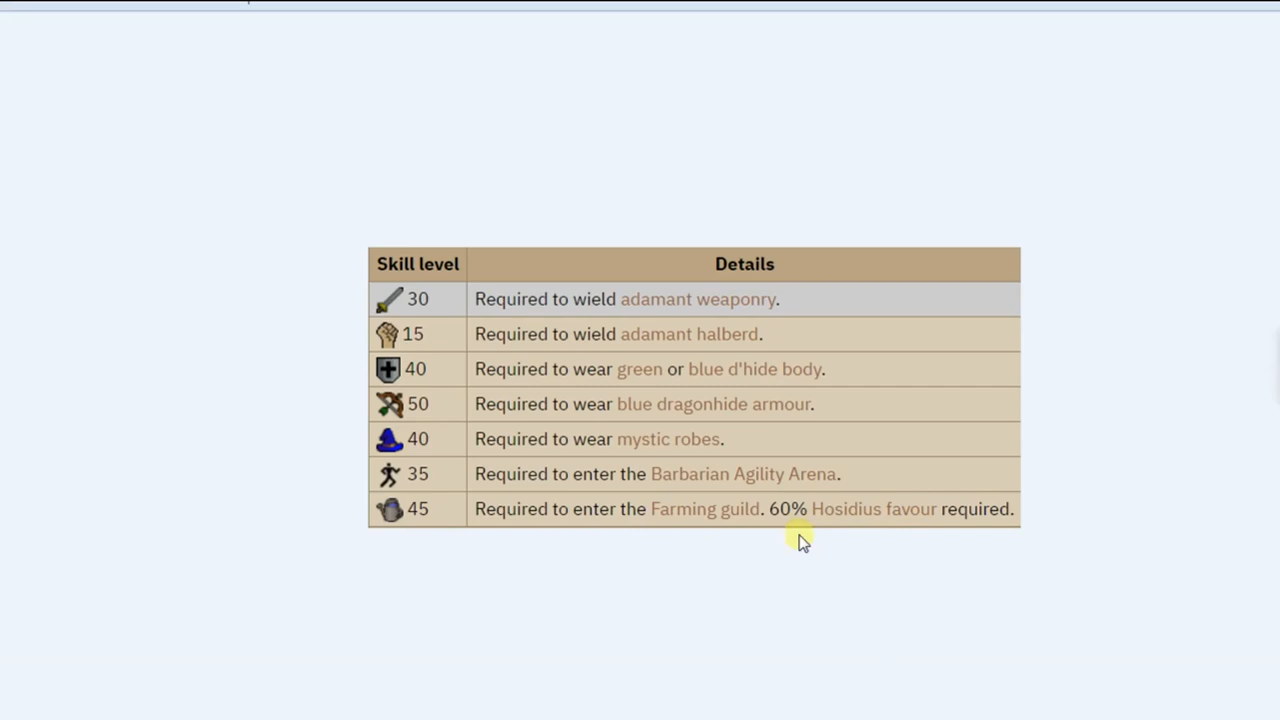 Skill level Details
30 Required to wield adamant weaponry.
15 Required to wield adamant halberd.
40 Required to wear green or blue d'hide body.
50 Required to wear blue dragonhide armour.
40 Required to wear mystic robes.
35 Required to enter the Barbarian Agility Arena.
45 Required to enter the Farming guild. 60% Hosidius favour required.